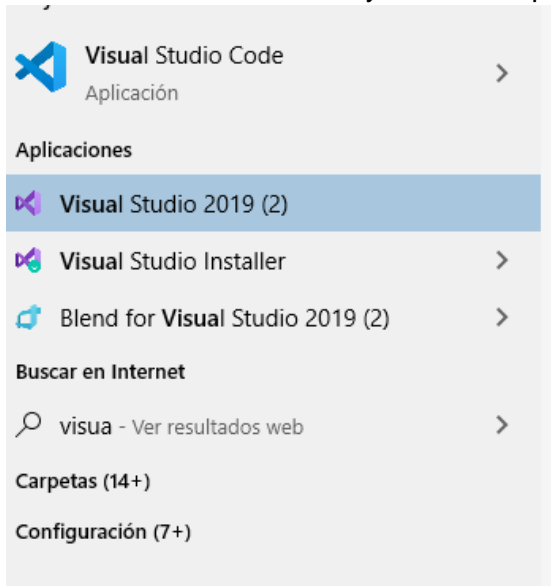 Visual Studio Code
Aplicación
Aplicaciones
Visual Studio 2019 (2)
Visual Studio Installer
Blend for Visual Studio 2019 (2)
Buscar en Internet
visua - Ver resultados web
Carpetas (14+)
Configuración (7+)